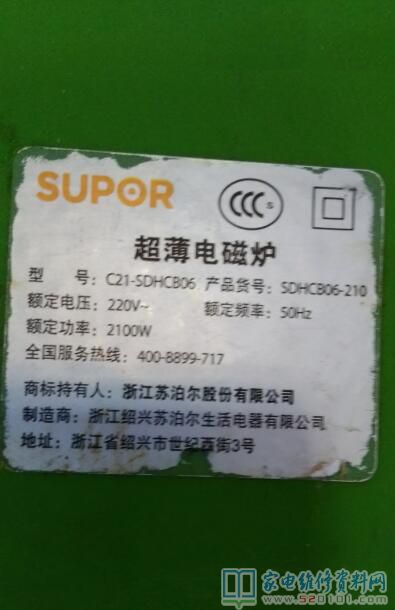 SUPOR
CCC S
超薄电磁炉
型 号：C21-SDHCB06 产品货号：SDHCB06-210
额定电压：220V~ 额定频率：50Hz
额定功率：2100W
全国服务热线：400-8899-717
商标持有人：浙江苏泊尔股份有限公司
制造商：浙江绍兴苏泊尔生活电器有限公司
地址：浙江省绍兴市世纪西街3号
家电维修资料网
www.520101.com